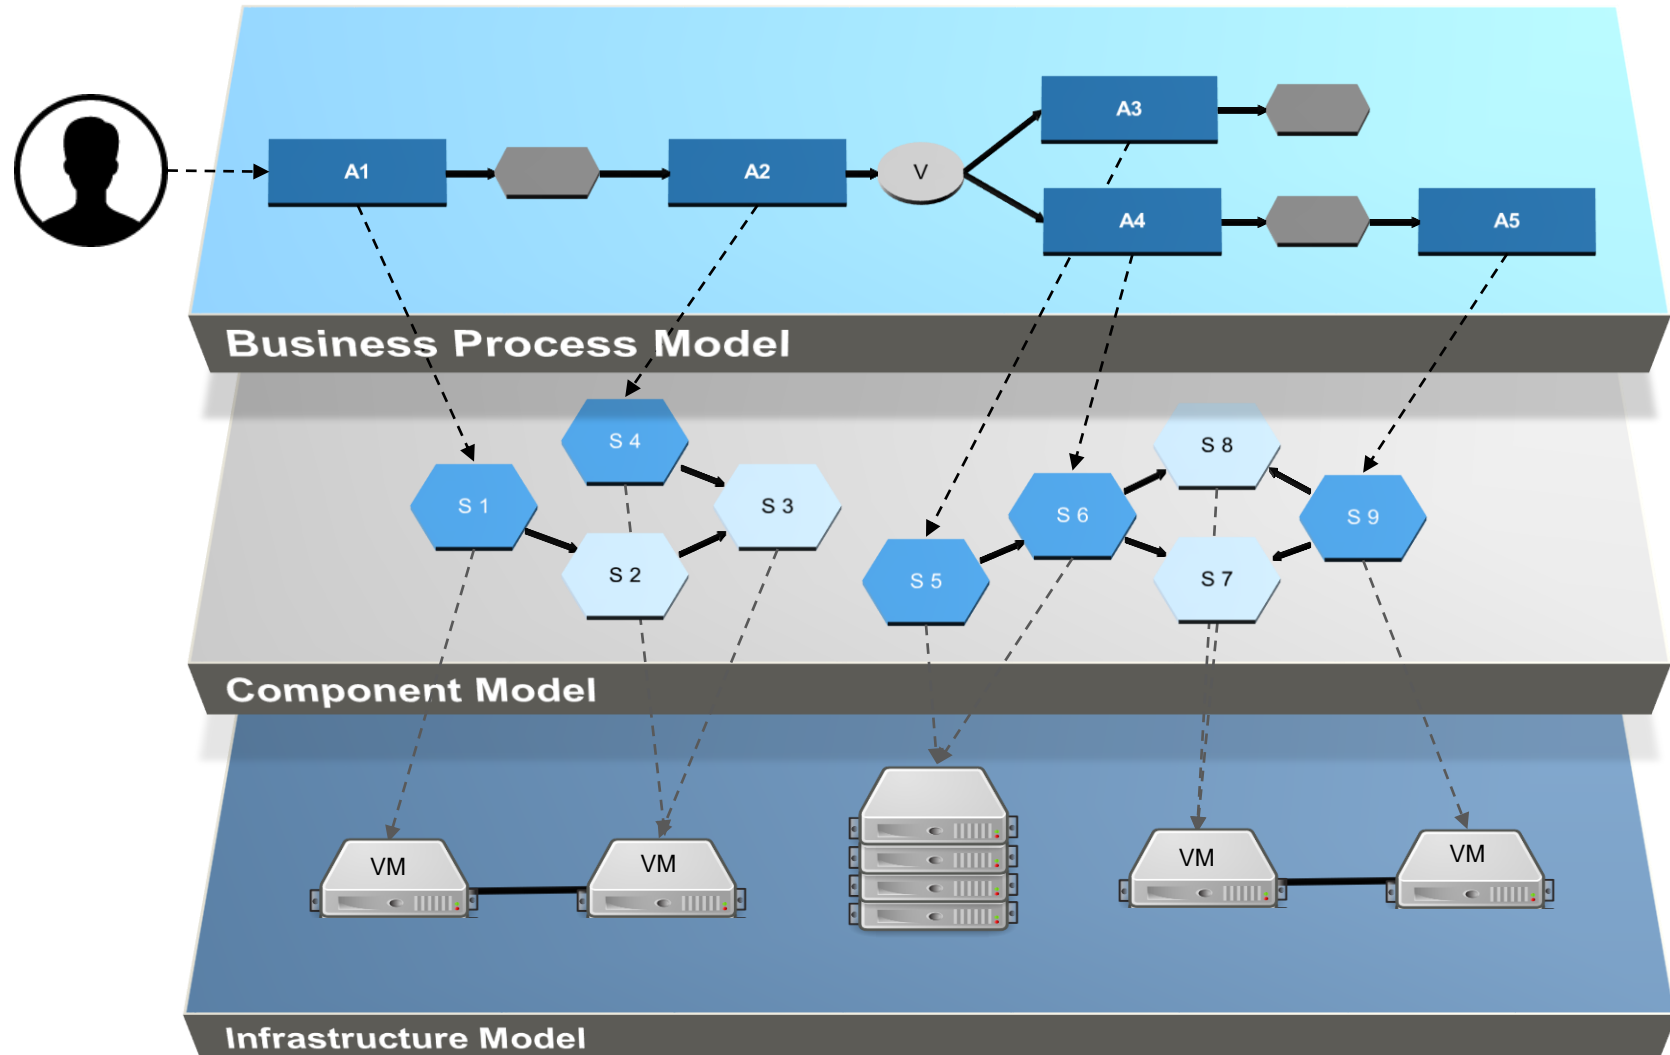 A3
A1
A2
V
A4
A5
Business Process Model
S 4
S 8
S 1
S 3
S 6
S 9
S 2
S 5
S 7
Component Model
VM
VM
VM
VM
Infrastructure Model